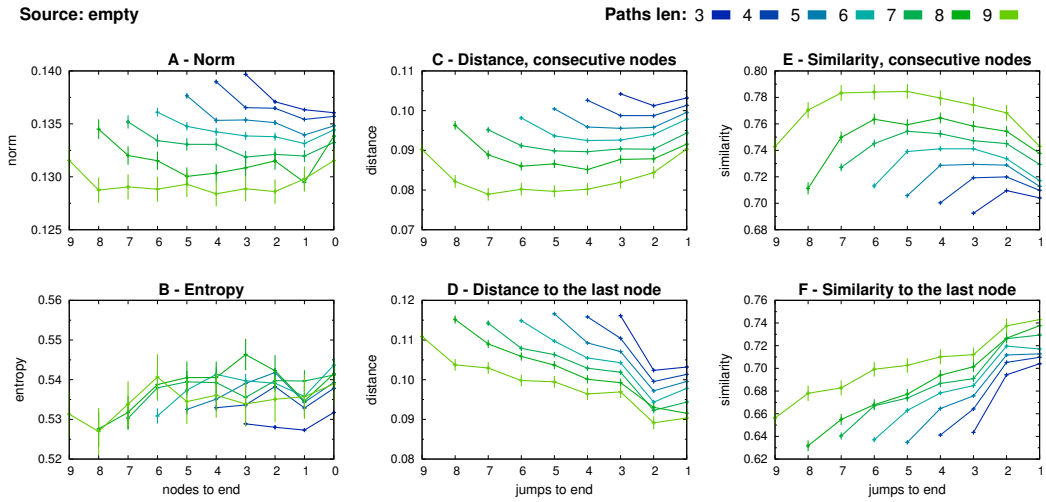 Source: empty
Paths len: 3 4 5 6 7 8 9
A - Norm
norm
0.140
0.135
0.130
0.125
9 8 7 6 5 4 3 2 1 0
C - Distance, consecutive nodes
distance
0.11
0.10
0.09
0.08
0.07
9 8 7 6 5 4 3 2 1
E - Similarity, consecutive nodes
similarity
0.80
0.78
0.76
0.74
0.72
0.70
0.68
9 8 7 6 5 4 3 2 1
B - Entropy
entropy
0.55
0.54
0.54
0.53
0.52
9 8 7 6 5 4 3 2 1 0
nodes to end
D - Distance to the last node
distance
0.12
0.11
0.10
0.09
0.08
9 8 7 6 5 4 3 2 1
jumps to end
F - Similarity to the last node
similarity
0.76
0.74
0.72
0.70
0.68
0.66
0.64
0.62
9 8 7 6 5 4 3 2 1
jumps to end